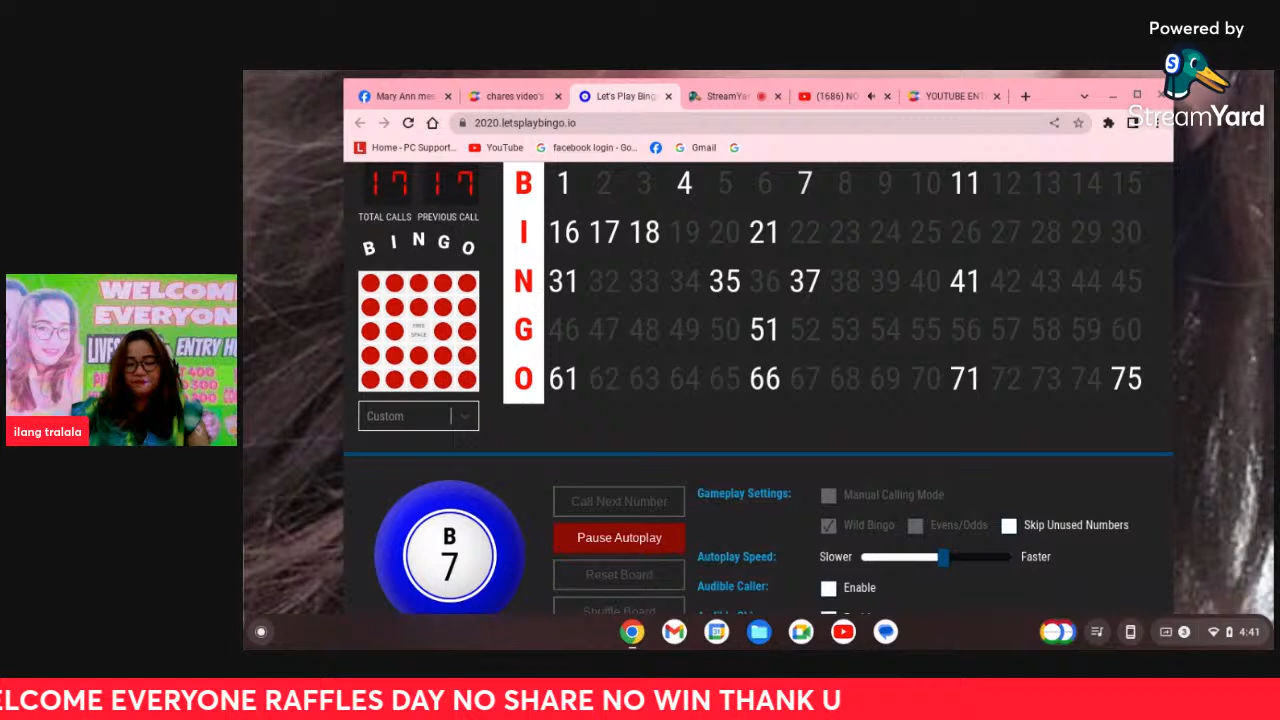 Powered by
StreamYard
Mary Ann mes
chares video's
Let's Play Bing
StreamYar
(1686) NO
YOUTUBE ENT
2020.letsplaybingo.io
Home - PC Support...
YouTube
facebook login - Go...
Gmail
17 17
TOTAL CALLS PREVIOUS CALL
B I N G O
FREE SPACE
Custom
B 1 2 3 4 5 6 7 8 9 10 11 12 13 14 15
I 16 17 18 19 20 21 22 23 24 25 26 27 28 29 30
N 31 32 33 34 35 36 37 38 39 40 41 42 43 44 45
G 46 47 48 49 50 51 52 53 54 55 56 57 58 59 60
O 61 62 63 64 65 66 67 68 69 70 71 72 73 74 75
B
7
Call Next Number
Pause Autoplay
Reset Board
Shuffle Board
Gameplay Settings:
Manual Calling Mode
Wild Bingo
Evens/Odds
Skip Unused Numbers
Autoplay Speed:
Slower
Faster
Audible Caller:
Enable
3
4:41
WELCOM
EVERYON
LIVES
ENTRY H
400
300
ilang tralala
ELCOME EVERYONE RAFFLES DAY NO SHARE NO WIN THANK U